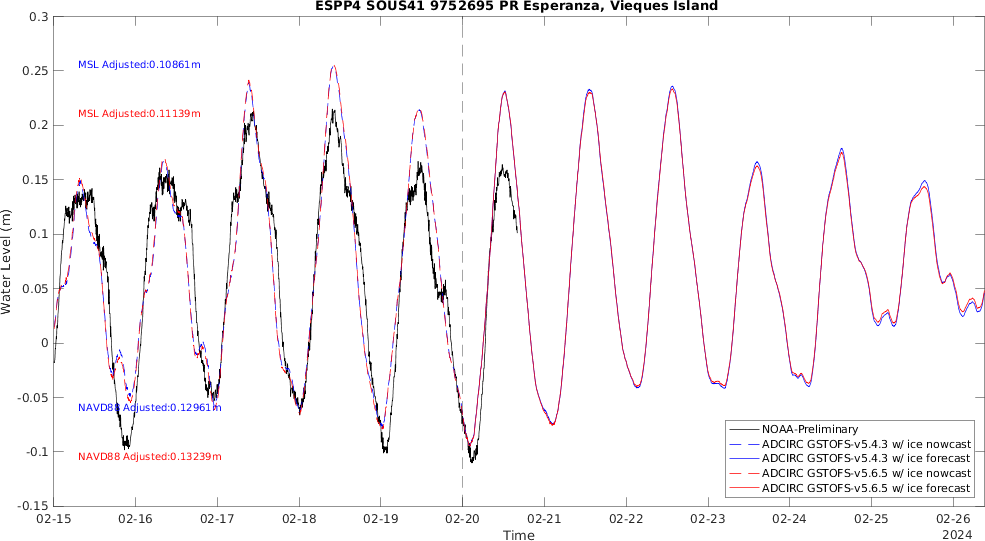 ESPP4 SOUS41 9752695 PR Esperanza, Vieques Island
0.3
0.25
0.2
0.15
0.1
0.05
0
-0.05
-0.1
-0.15
Water Level (m)
MSL Adjusted:0.10861m
MSL Adjusted:0.11139m
NAVD88 Adjusted:0.12961m
NAVD88 Adjusted:0.13239m
NOAA-Preliminary
ADCIRC GSTOFS-v5.4.3 w/ ice nowcast
ADCIRC GSTOFS-v5.4.3 w/ ice forecast
ADCIRC GSTOFS-v5.6.5 w/ ice nowcast
ADCIRC GSTOFS-v5.6.5 w/ ice forecast
02-15 02-16 02-17 02-18 02-19 02-20 02-21 02-22 02-23 02-24 02-25 02-26
Time
2024